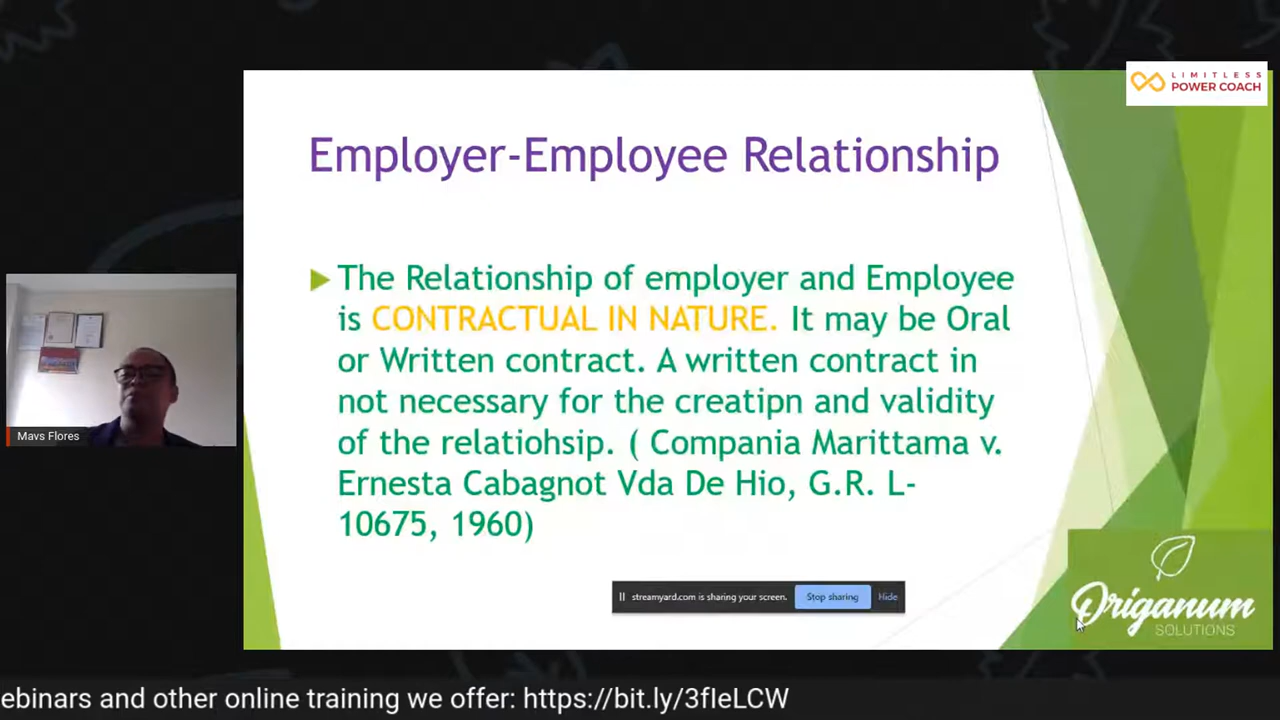 LIMITLESS
POWER COACH
Employer-Employee Relationship
The Relationship of employer and Employee
is CONTRACTUAL IN NATURE. It may be Oral
or Written contract. A written contract in
not necessary for the creatipn and validity
of the relatiohsip. ( Compania Marittama v.
Ernesta Cabagnot Vda De Hio, G.R. L-
10675, 1960)
Mavs Flores
streamyard.com is sharing your screen.
Stop sharing
Hide
Origanum
SOLUTIONS
ebinars and other online training we offer: https://bit.ly/3fIeLCW